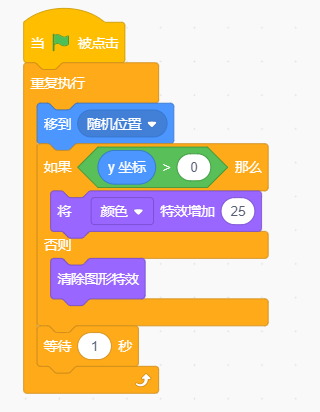 当 被点击
重复执行
移到 随机位置
如果 y 坐标 > 0 那么
将 颜色 特效增加 25
否则
清除图形特效
等待 1 秒